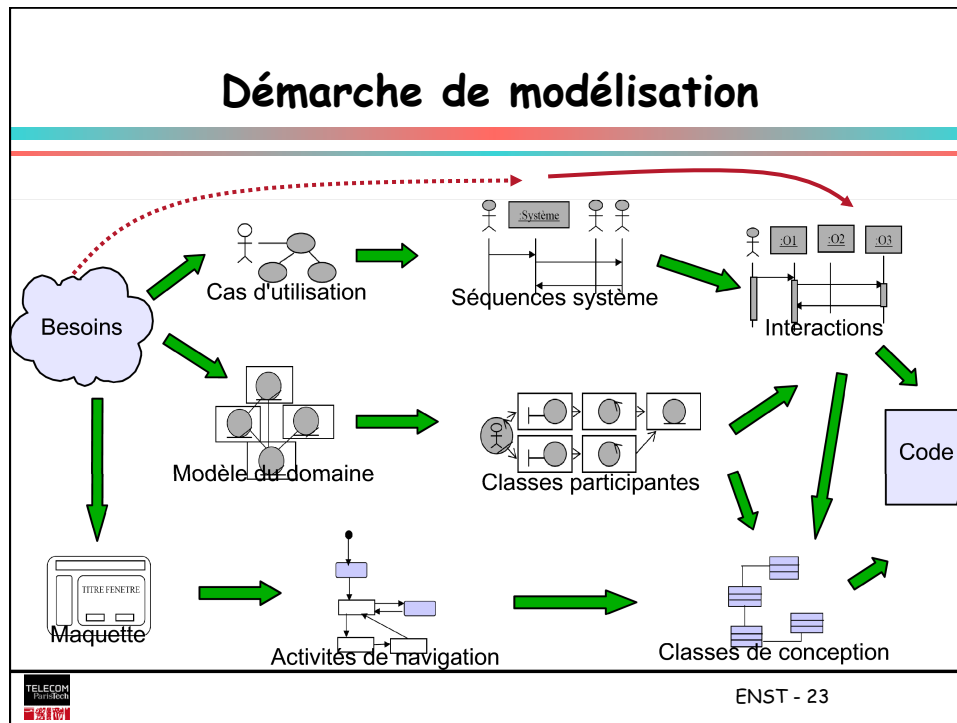 Démarche de modélisation
:Système
:O1
:O2
:O3
Cas d'utilisation
Séquences système
Interactions
Besoins
Code
Modèle du domaine
Classes participantes
TITRE FENETRE
Maquette
Activités de navigation
Classes de conception
TELECOM
ParisTech
ENST - 23